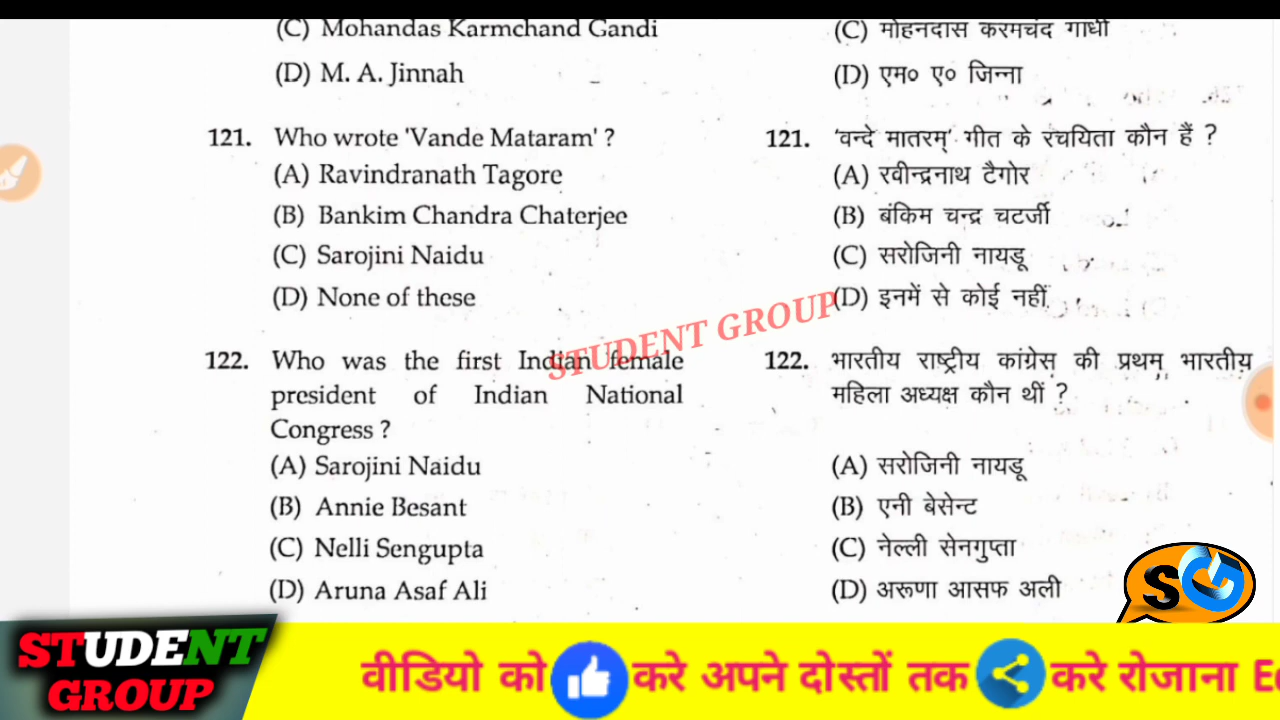 (C) Mohandas Karmchand Gandi
(D) M. A. Jinnah
121. Who wrote 'Vande Mataram' ?
(A) Ravindranath Tagore
(B) Bankim Chandra Chaterjee
(C) Sarojini Naidu
(D) None of these
122. Who was the first Indian female
president of Indian National
Congress ?
(A) Sarojini Naidu
(B) Annie Besant
(C) Nelli Sengupta
(D) Aruna Asaf Ali
(C) मोहनदास करमचंद गाधी
(D) एम० ए० जिन्ना
121. 'वन्दे मातरम्' गीत के रचयिता कौन हैं ?
(A) रवीन्द्रनाथ टैगोर
(B) बंकिम चन्द्र चटर्जी
(C) सरोजिनी नायडू
(D) इनमें से कोई नहीं
122. भारतीय राष्ट्रीय कांग्रेस की प्रथम भारतीय
महिला अध्यक्ष कौन थीं ?
(A) सरोजिनी नायडू
(B) एनी बेसेन्ट
(C) नेल्ली सेनगुप्ता
(D) अरूणा आसफ अली
STUDENT GROUP
SG
STUDENT
GROUP
वीडियो को करे अपने दोस्तों तक करे रोजाना